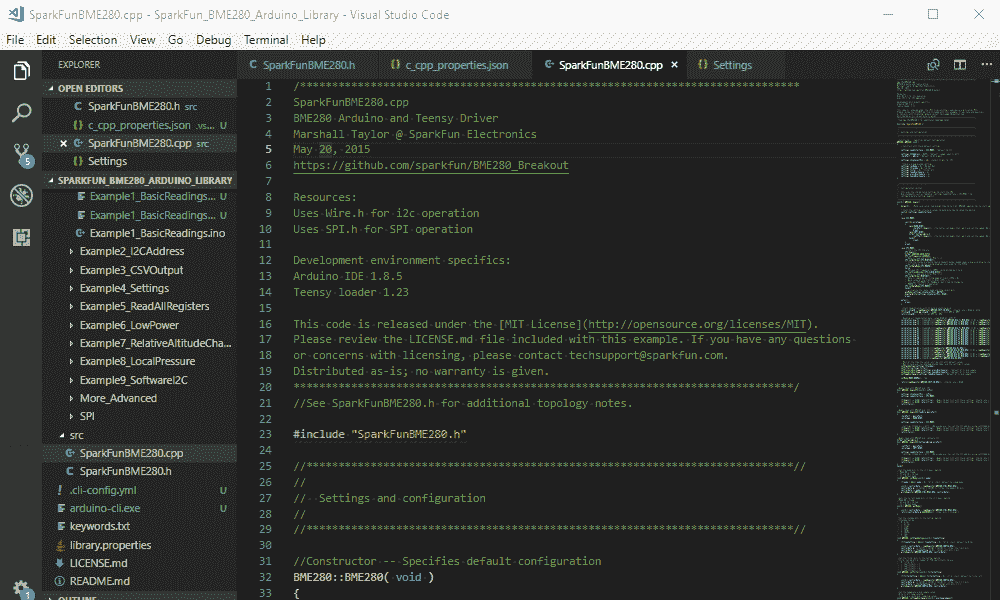 SparkFunBME280.cpp - SparkFun_BME280_Arduino_Library - Visual Studio Code
File Edit Selection View Go Debug Terminal Help
EXPLORER
OPEN EDITORS
SparkFunBME280.h src
{} c_cpp_properties.json .vs... U
× SparkFunBME280.cpp src
{} Settings
SPARKFUN_BME280_ARDUINO_LIBRARY
Example1_BasicReadings... U
Example1_BasicReadings... U
Example1_BasicReadings.ino
Example2_I2CAddress
Example3_CSVOutput
Example4_Settings
Example5_ReadAllRegisters
Example6_LowPower
Example7_RelativeAltitudeCha...
Example8_LocalPressure
Example9_SoftwareI2C
More_Advanced
SPI
src
SparkFunBME280.cpp
C SparkFunBME280.h
! .cli-config.yml U
arduino-cli.exe U
keywords.txt
library.properties
LICENSE.md
README.md
OUTLINE
5
1
C SparkFunBME280.h {} c_cpp_properties.json SparkFunBME280.cpp × {} Settings
1 /*****************************************************************************
2 SparkFunBME280.cpp
3 BME280 Arduino and Teensy Driver
4 Marshall Taylor @ SparkFun Electronics
5 May 20, 2015
6 https://github.com/sparkfun/BME280_Breakout
7
8 Resources:
9 Uses Wire.h for i2c operation
10 Uses SPI.h for SPI operation
11
12 Development environment specifics:
13 Arduino IDE 1.8.5
14 Teensy loader 1.23
15
16 This code is released under the [MIT License](http://opensource.org/licenses/MIT).
17 Please review the LICENSE.md file included with this example. If you have any questions
18 or concerns with licensing, please contact techsupport@sparkfun.com.
19 Distributed as-is; no warranty is given.
20 *****************************************************************************/
21 //See SparkFunBME280.h for additional topology notes.
22
23 #include "SparkFunBME280.h"
24
25 //****************************************************************************//
26 //
27 //  Settings and configuration
28 //
29 //****************************************************************************//
30
31 //Constructor -- Specifies default configuration
32 BME280::BME280( void )
33 {